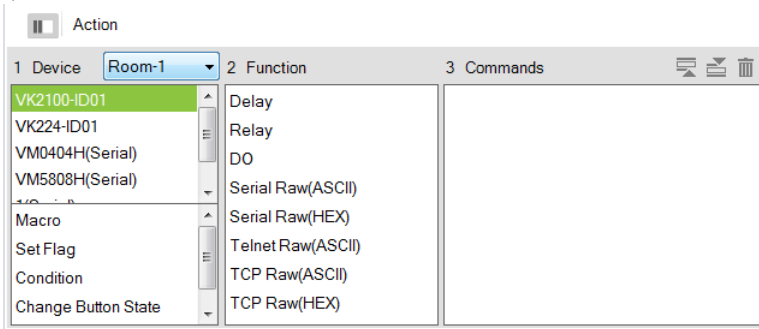 Action
1 Device Room-1 2 Function 3 Commands
VK2100-ID01
VK224-ID01
VM0404H(Serial)
VM5808H(Serial)
Macro
Set Flag
Condition
Change Button State
Delay
Relay
DO
Serial Raw(ASCII)
Serial Raw(HEX)
Telnet Raw(ASCII)
TCP Raw(ASCII)
TCP Raw(HEX)